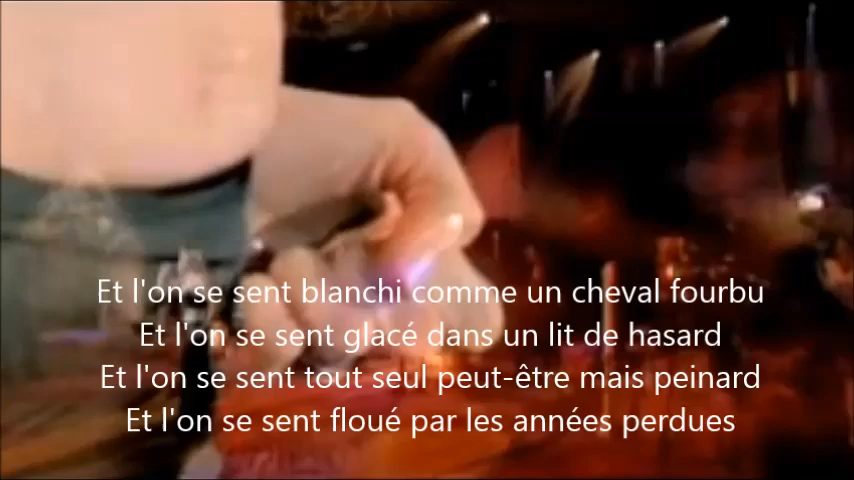 Et l'on se sent blanchi comme un cheval fourbu
Et l'on se sent glacé dans un lit de hasard
Et l'on se sent tout seul peut-être mais peinard
Et l'on se sent floué par les années perdues